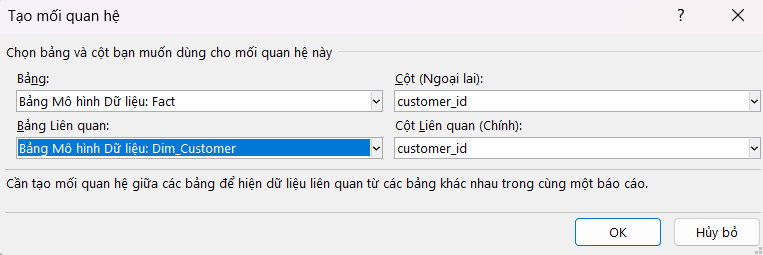 Tạo mối quan hệ
?
Chọn bảng và cột bạn muốn dùng cho mối quan hệ này
Bảng:
Cột (Ngoại lai):
Bảng Mô hình Dữ liệu: Fact
customer_id
Bảng Liên quan:
Cột Liên quan (Chính):
Bảng Mô hình Dữ liệu: Dim_Customer
customer_id
Cần tạo mối quan hệ giữa các bảng để hiện dữ liệu liên quan từ các bảng khác nhau trong cùng một báo cáo.
OK
Hủy bỏ